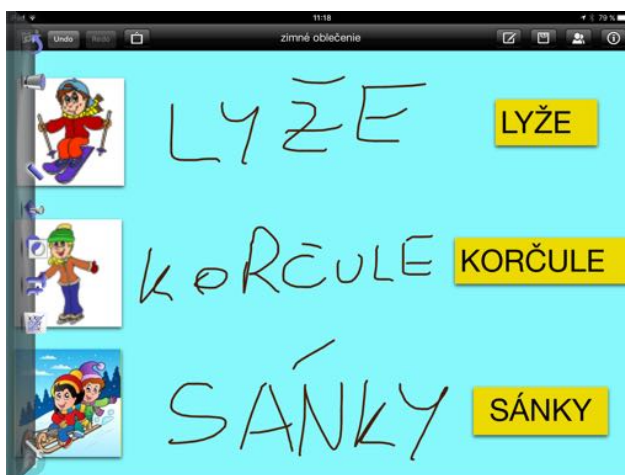 11:18
79 %
Undo
Redo
zimné oblečenie
LYŽE LYŽE
KORČULE KORČULE
SÁNKY SÁNKY